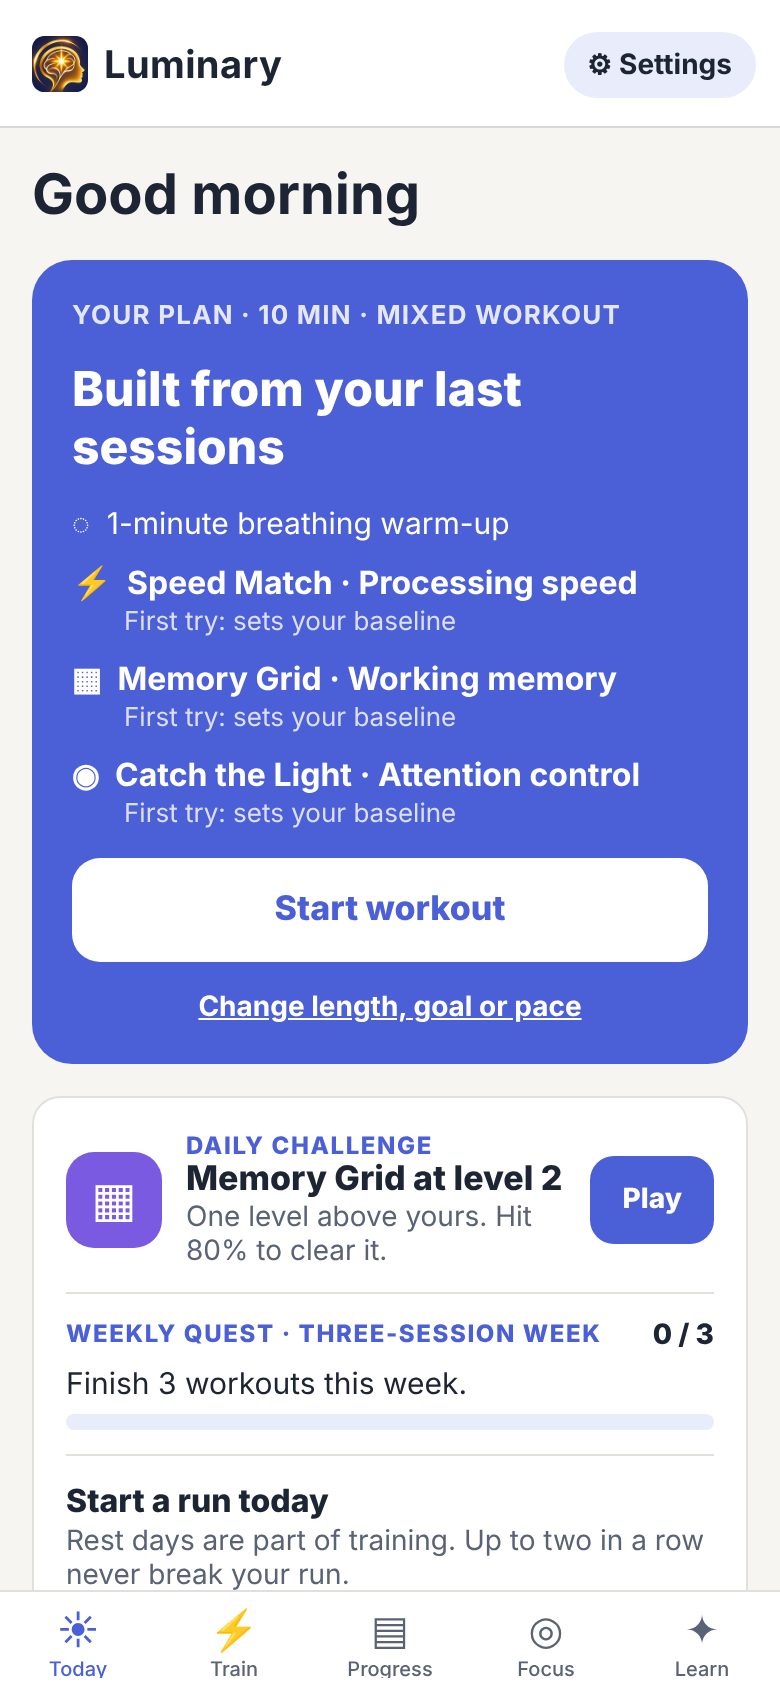 Luminary
⚙ Settings
Good morning
YOUR PLAN · 10 MIN · MIXED WORKOUT
Built from your last
sessions
1-minute breathing warm-up
⚡ Speed Match · Processing speed
First try: sets your baseline
▦ Memory Grid · Working memory
First try: sets your baseline
◉ Catch the Light · Attention control
First try: sets your baseline
Start workout
Change length, goal or pace
DAILY CHALLENGE
Memory Grid at level 2
One level above yours. Hit
80% to clear it.
Play
WEEKLY QUEST · THREE-SESSION WEEK
0 / 3
Finish 3 workouts this week.
Start a run today
Rest days are part of training. Up to two in a row
never break your run.
Today
Train
Progress
Focus
Learn